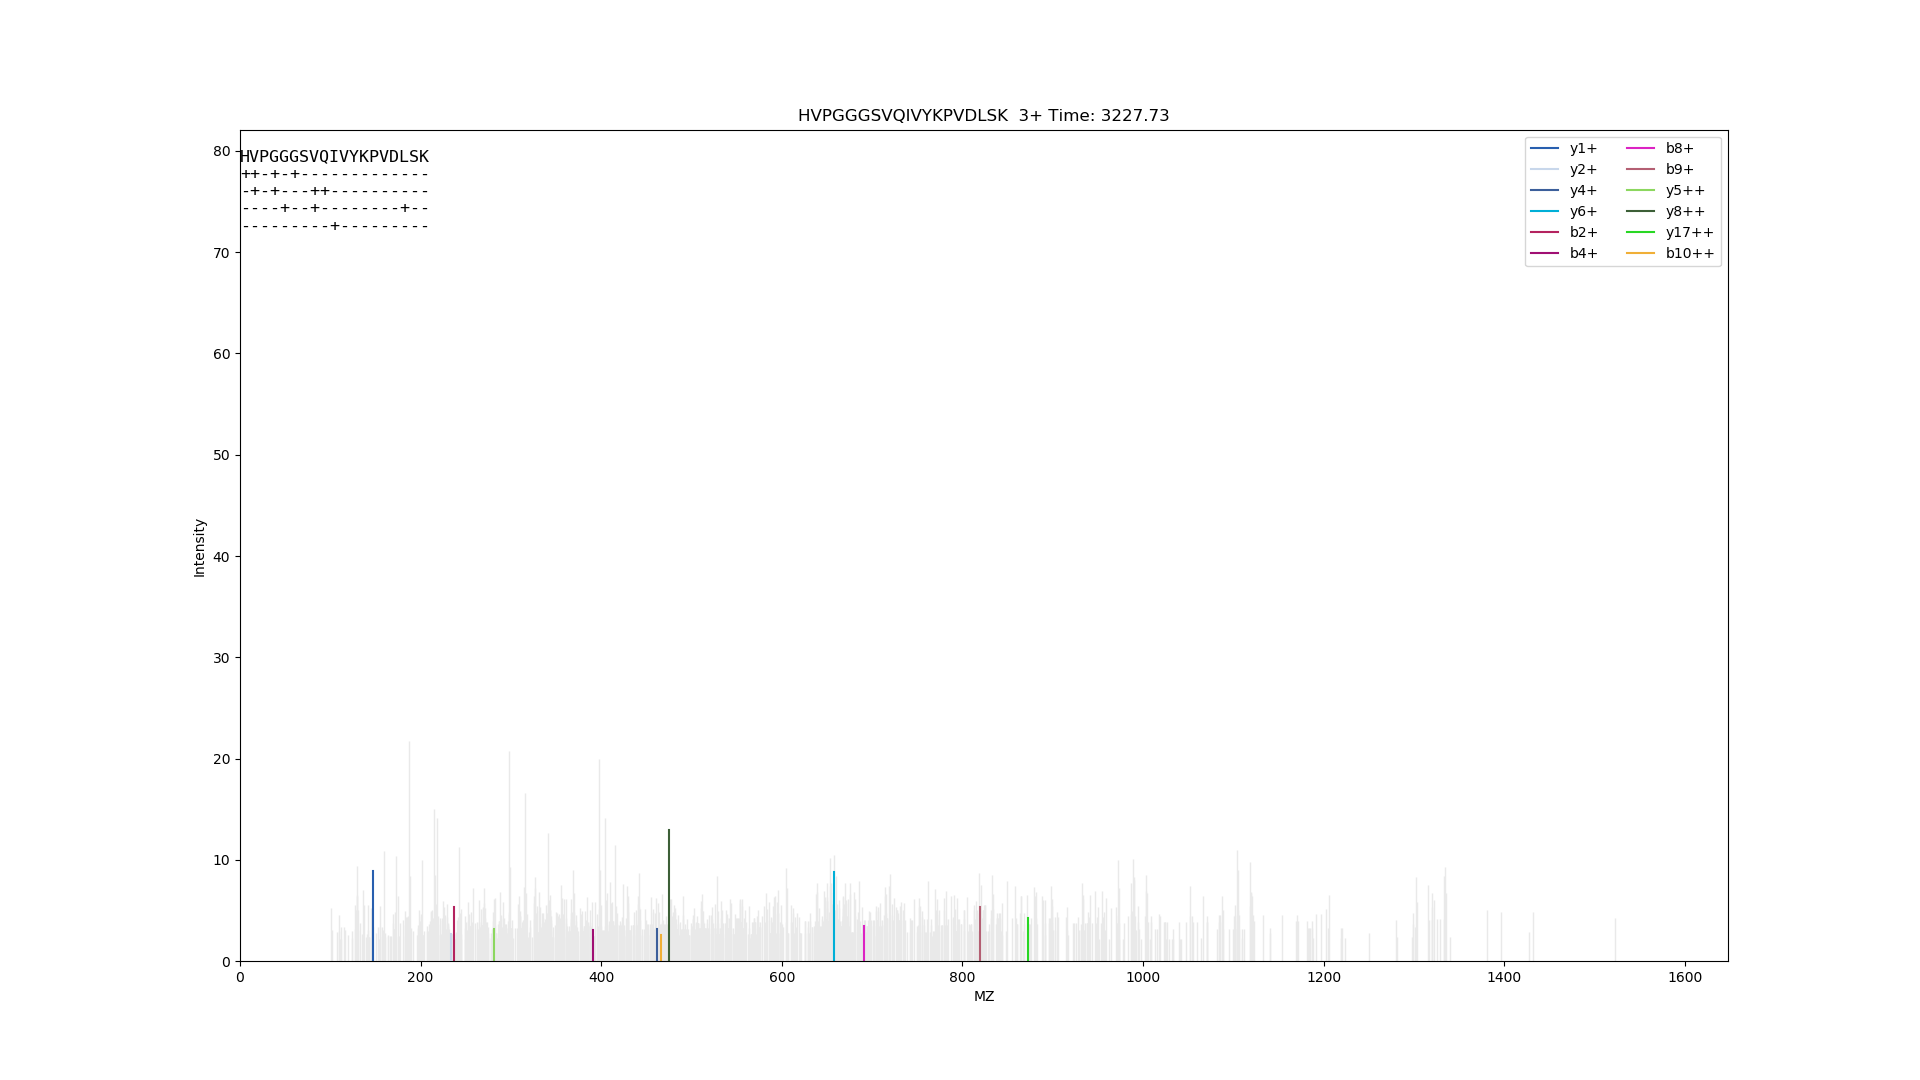 HVPGGGSVQIVYKPVDLSK 3+ Time: 3227.73
HVPGGGSVQIVYKPVDLSK
++-+-+-------------
-+-+---++----------
----+--+--------+--
---------+---------
y1+
y2+
y4+
y6+
b2+
b4+
b8+
b9+
y5++
y8++
y17++
b10++
80
70
60
50
40
30
20
10
0
Intensity
0 200 400 600 800 1000 1200 1400 1600
MZ